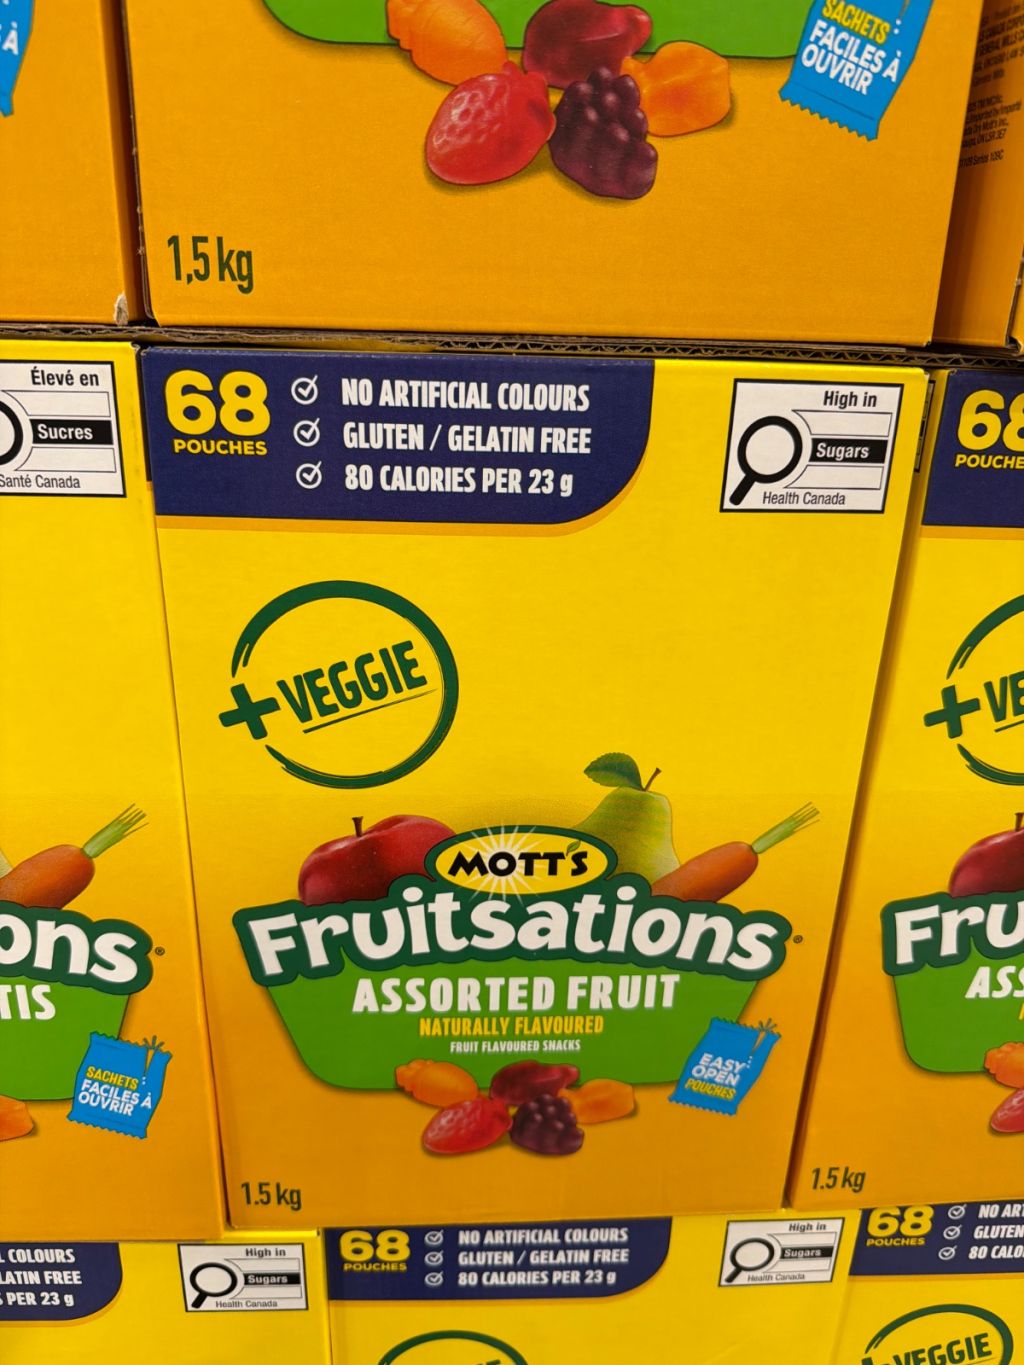 SACHETS
FACILES À
OUVRIR
1,5 kg
Élevé en
Sucres
Santé Canada
68
POUCHES
NO ARTIFICIAL COLOURS
GLUTEN / GELATIN FREE
80 CALORIES PER 23 g
High in
Sugars
Health Canada
68
POUCHE
+VEGGIE
+VE
MOTT'S
Fruitsations
ASSORTED FRUIT
NATURALLY FLAVOURED
FRUIT FLAVOURED SNACKS
EASY
OPEN
POUCHES
1.5 kg
ons
TIS
SACHETS
FACILES À
OUVRIR
Fru
ASS
1.5 kg
L COLOURS
LATIN FREE
PER 23 g
High in
Sugars
Health Canada
68
POUCHES
NO ARTIFICIAL COLOURS
GLUTEN / GELATIN FREE
80 CALORIES PER 23 g
High in
Sugars
Health Canada
68
POUCHES
NO AR
GLUTEN
80 CALO
VEGGIE